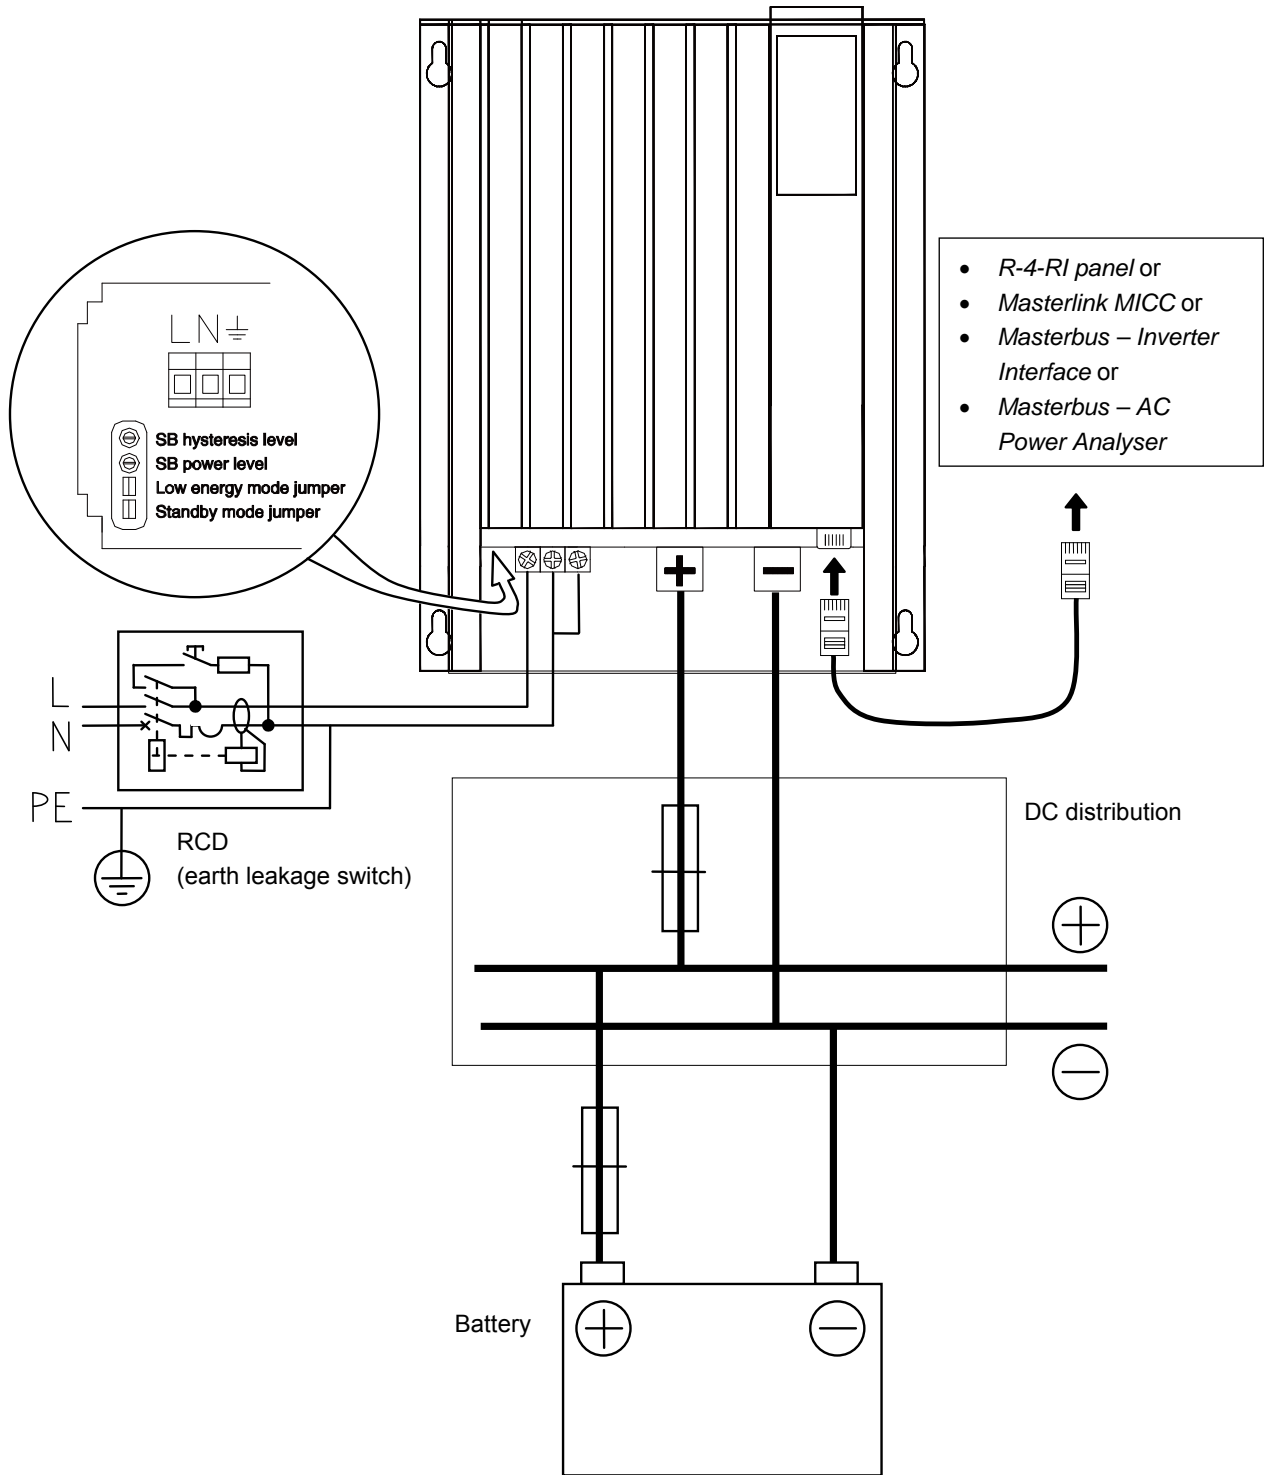 • R-4-RI panel or
• Masterlink MICC or
• Masterbus – Inverter
Interface or
• Masterbus – AC
Power Analyser
L N
SB hysteresis level
SB power level
Low energy mode jumper
Standby mode jumper
+ −
L
N
PE
RCD
(earth leakage switch)
DC distribution
+
−
Battery
+ −